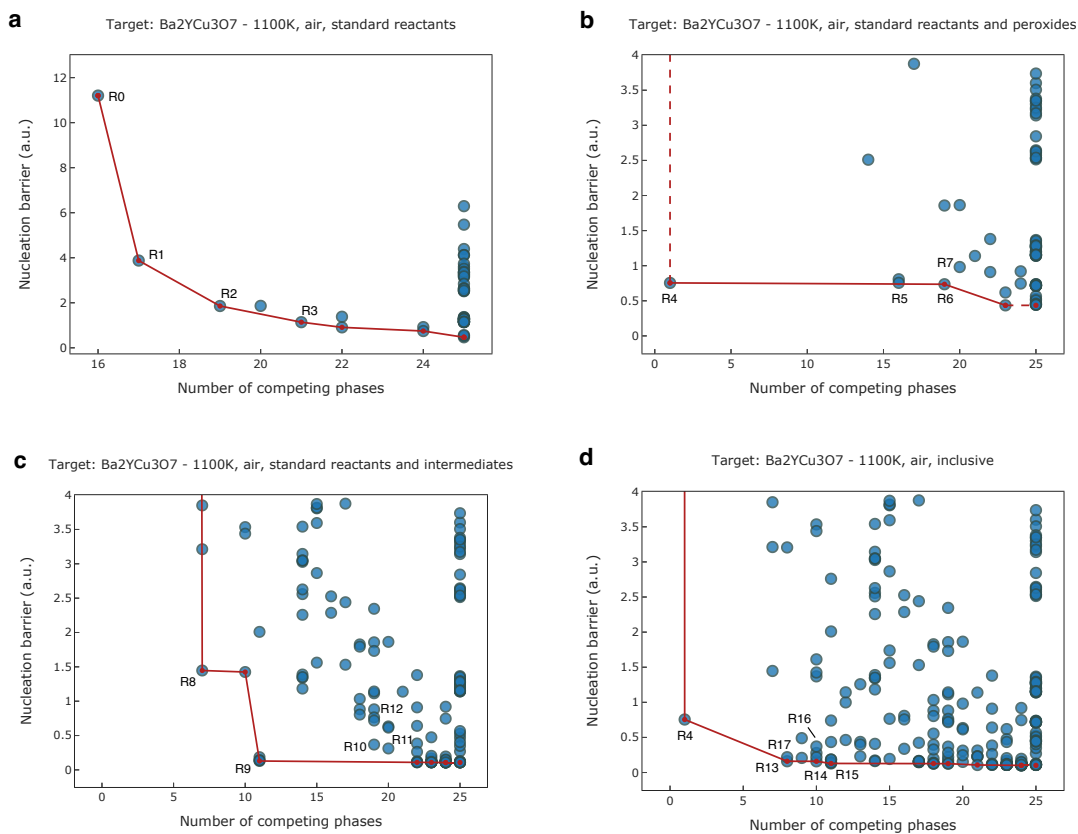 a
Target: Ba2YCu3O7 - 1100K, air, standard reactants
Nucleation barrier (a.u.)
12
10
8
6
4
2
0
R0
R1
R2
R3
16
18
20
22
24
Number of competing phases
b
Target: Ba2YCu3O7 - 1100K, air, standard reactants and peroxides
Nucleation barrier (a.u.)
4
3.5
3
2.5
2
1.5
1
0.5
0
R7
R4
R5
R6
0
5
10
15
20
25
Number of competing phases
c
Target: Ba2YCu3O7 - 1100K, air, standard reactants and intermediates
Nucleation barrier (a.u.)
4
3.5
3
2.5
2
1.5
1
0.5
0
R8
R12
R11
R10
R9
0
5
10
15
20
25
Number of competing phases
d
Target: Ba2YCu3O7 - 1100K, air, inclusive
Nucleation barrier (a.u.)
4
3.5
3
2.5
2
1.5
1
0.5
0
R4
R16
R17
R13
R14
R15
0
5
10
15
20
25
Number of competing phases